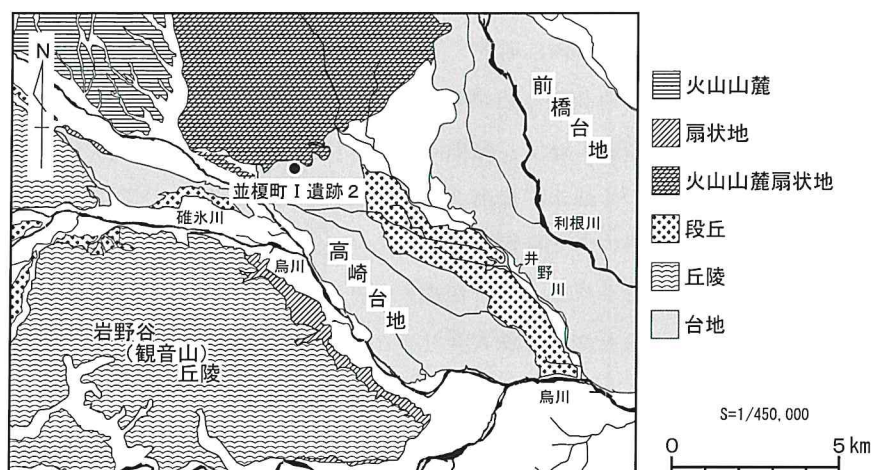 N
前橋台地
並榎町Ⅰ遺跡2
碓氷川
利根川
高崎台地
井野川
烏川
岩野谷
(観音山)
丘陵
烏川
火山山麓
扇状地
火山山麓扇状地
段丘
丘陵
台地
S=1/450,000
0
5km